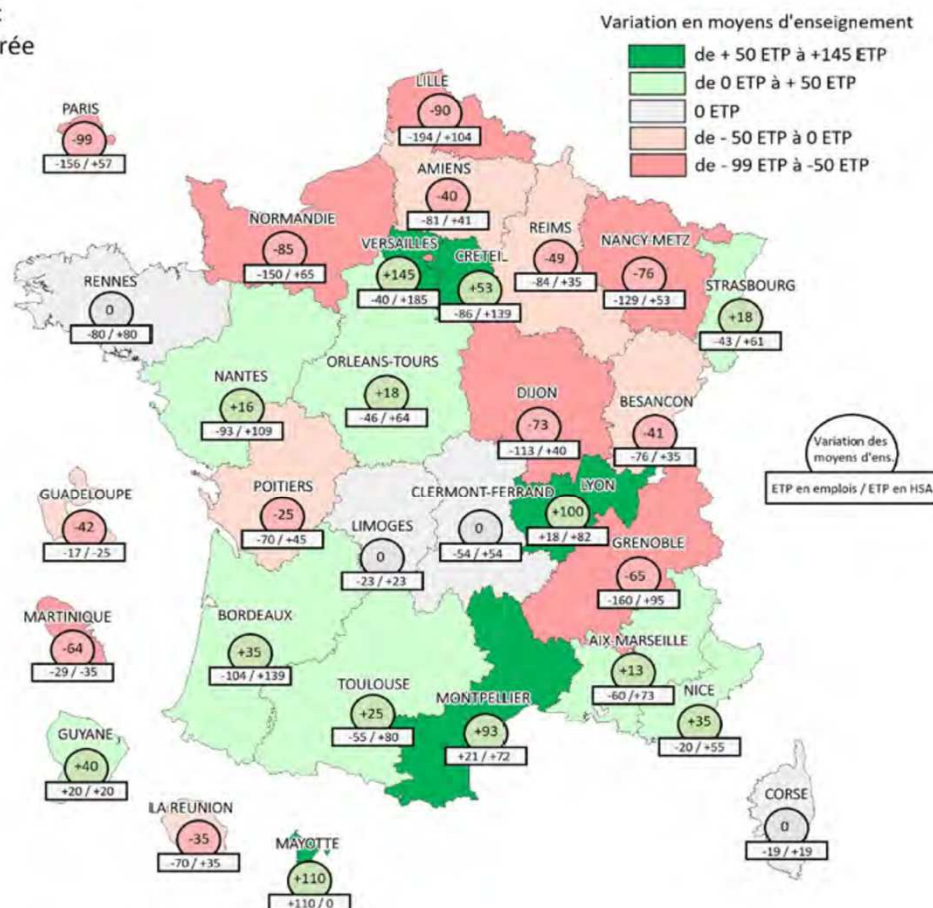 :
rée
Variation en moyens d'enseignement
de + 50 ETP à +145 ETP
de 0 ETP à + 50 ETP
0 ETP
de - 50 ETP à 0 ETP
de - 99 ETP à -50 ETP
PARIS
-99
-156 / +57
LILLE
-90
-194 / +104
AMIENS
-40
-81 / +41
NORMANDIE
-85
-150 / +65
VERSAILLES
+145
-40 / +185
CRETEIL
+53
-86 / +139
REIMS
-49
-84 / +35
NANCY-METZ
-76
-129 / +53
STRASBOURG
+18
-43 / +61
RENNES
0
-80 / +80
NANTES
+16
-93 / +109
ORLEANS-TOURS
+18
-46 / +64
DIJON
-73
-113 / +40
BESANCON
-41
-76 / +35
Variation des
moyens d'ens.
ETP en emplois / ETP en HSA
GUADELOUPE
-42
-17 / -25
POITIERS
-25
-70 / +45
LIMOGES
0
-23 / +23
CLERMONT-FERRAND
0
-54 / +54
LYON
+100
+18 / +82
GRENOBLE
-65
-160 / +95
MARTINIQUE
-64
-29 / -35
BORDEAUX
+35
-104 / +139
TOULOUSE
+25
-55 / +80
MONTPELLIER
+93
+21 / +72
AIX-MARSEILLE
+13
-60 / +73
NICE
+35
-20 / +55
GUYANE
+40
+20 / +20
LA REUNION
-35
-70 / +35
MAYOTTE
+110
+110 / 0
CORSE
0
-19 / +19